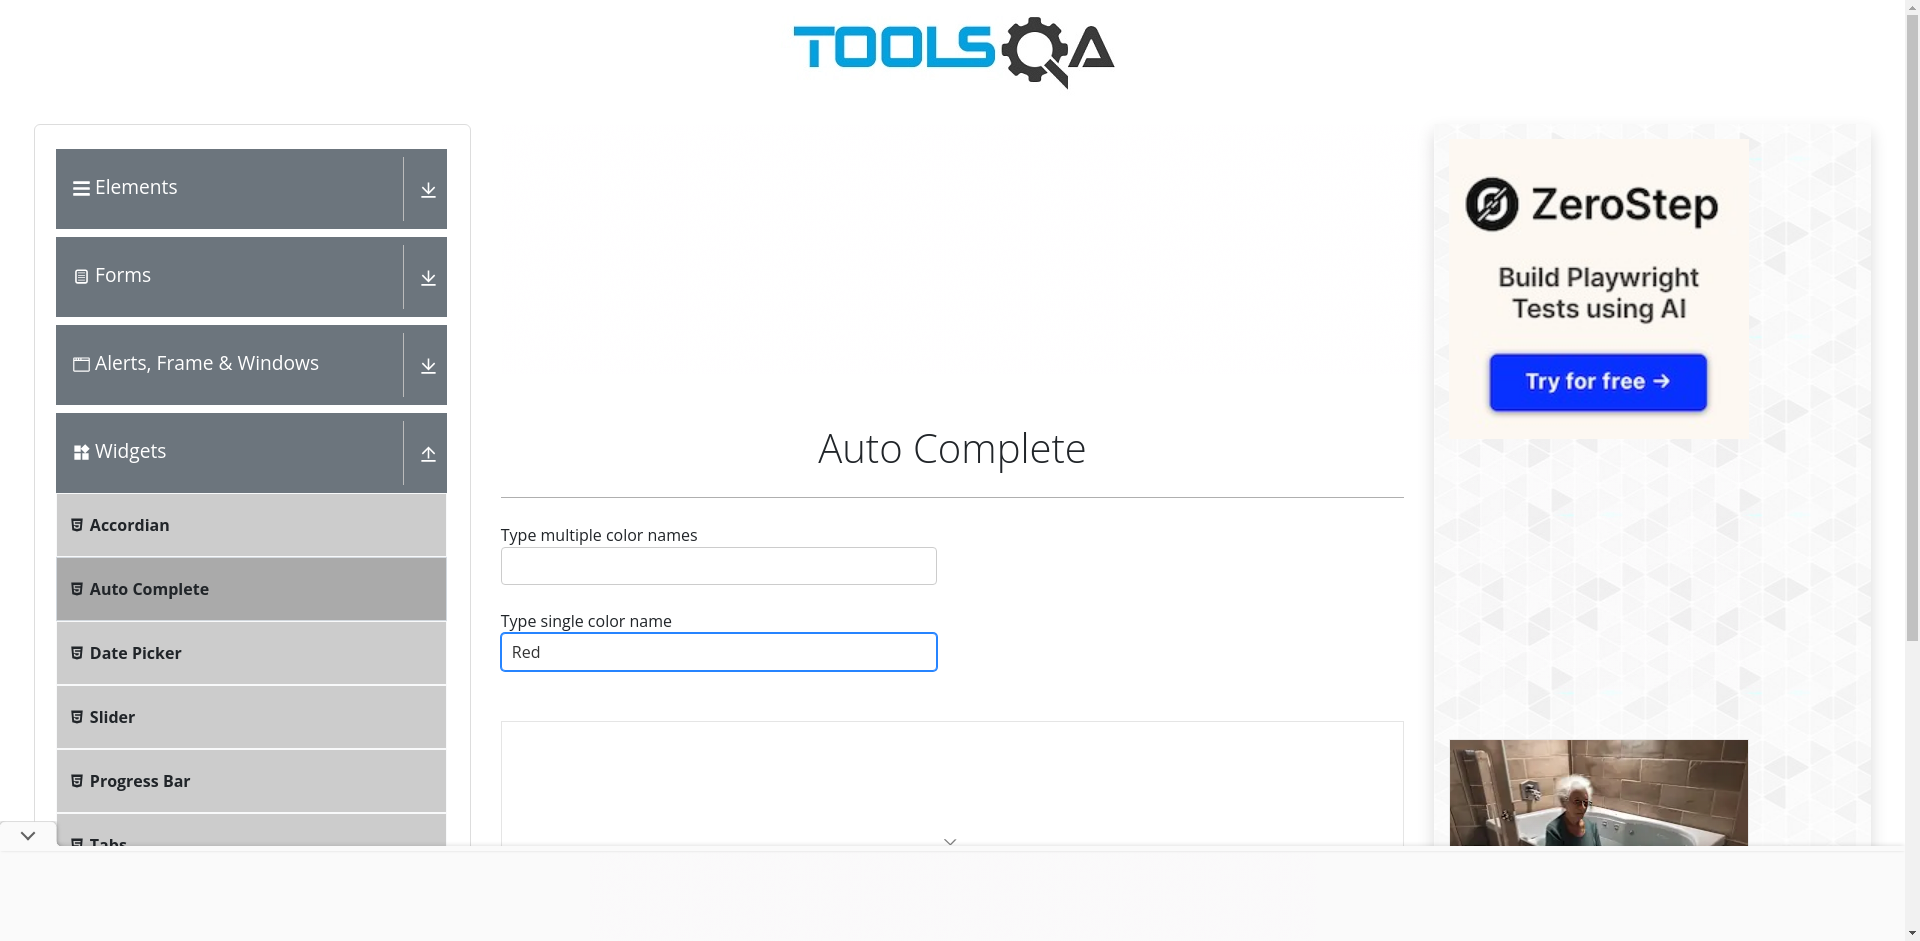 TOOLSQA
Elements
Forms
Alerts, Frame & Windows
Widgets
Accordian
Auto Complete
Date Picker
Slider
Progress Bar
Tabs
Auto Complete
Type multiple color names
Type single color name
Red
ZeroStep
Build Playwright
Tests using AI
Try for free →